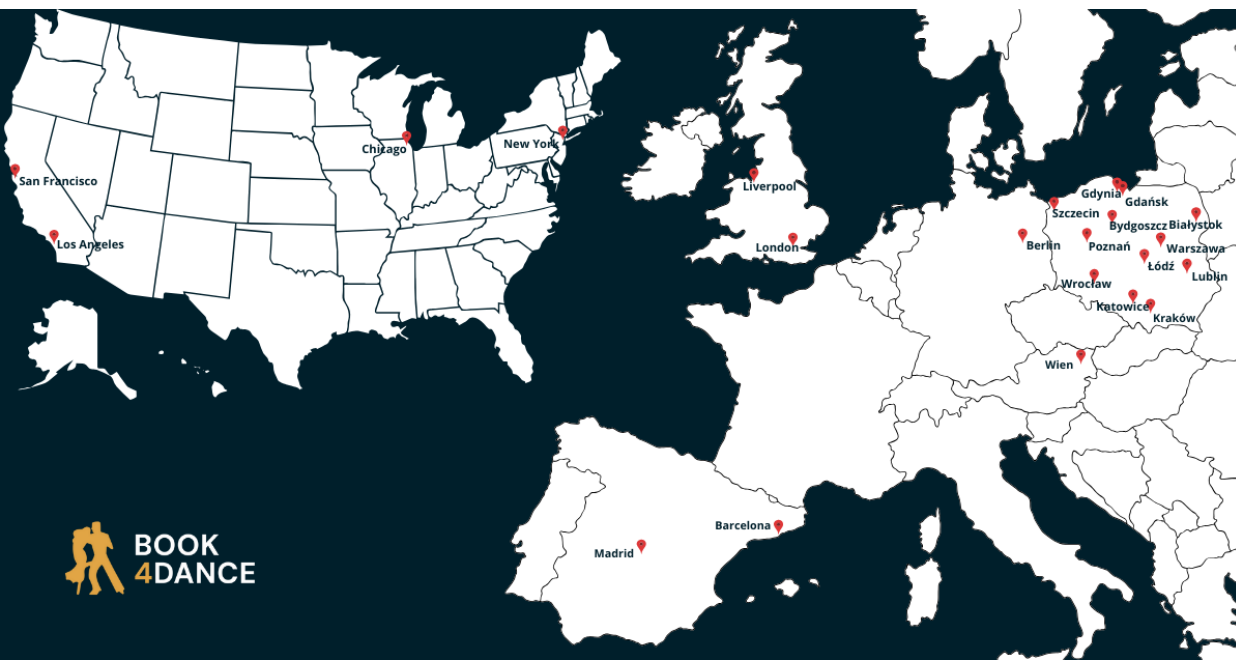 Chicago
New York
San Francisco
Los Angeles
Liverpool
London
Gdynia
Gdańsk
Szczecin
Bydgoszcz
Białystok
Berlin
Poznań
Warszawa
Łódź
Lublin
Wrocław
Katowice
Kraków
Wien
Barcelona
Madrid
BOOK
4DANCE